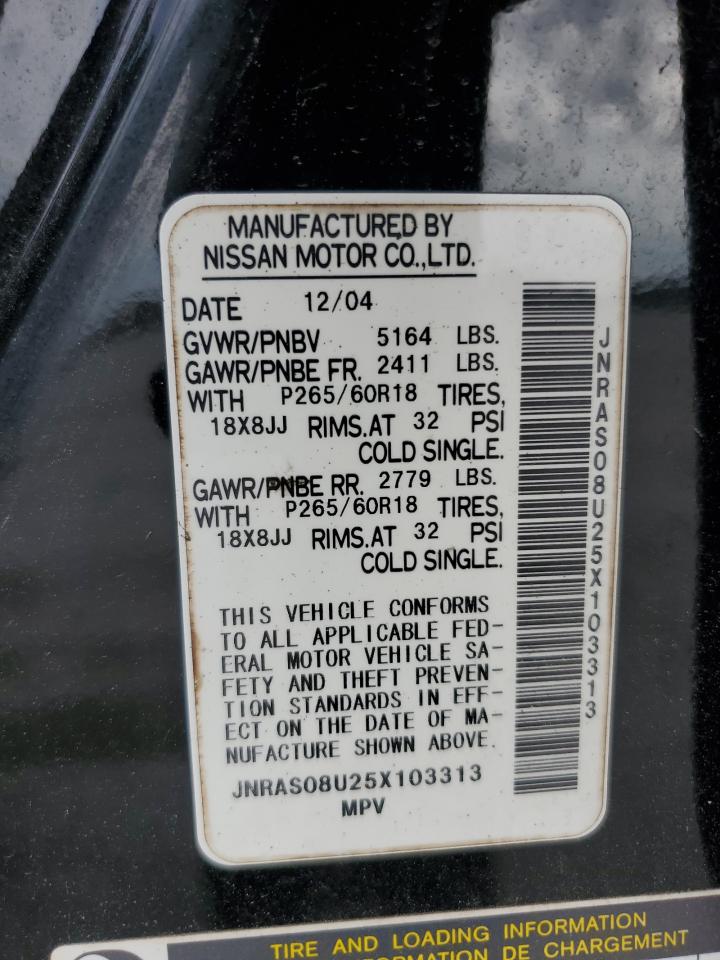 MANUFACTURED BY
NISSAN MOTOR CO.,LTD.
DATE 12/04
GVWR/PNBV 5164 LBS.
GAWR/PNBE FR. 2411 LBS.
WITH P265/60R18 TIRES,
18X8JJ RIMS.AT 32 PSI
COLD SINGLE.
GAWR/PNBE RR. 2779 LBS.
WITH P265/60R18 TIRES,
18X8JJ RIMS.AT 32 PSI
COLD SINGLE.
THIS VEHICLE CONFORMS
TO ALL APPLICABLE FED-
ERAL MOTOR VEHICLE SA-
FETY AND THEFT PREVEN-
TION STANDARDS IN EFF-
ECT ON THE DATE OF MA-
NUFACTURE SHOWN ABOVE.
JNRAS08U25X103313
MPV
JNRAS08U25X103313
TIRE AND LOADING INFORMATION
DE CHARGEMENT